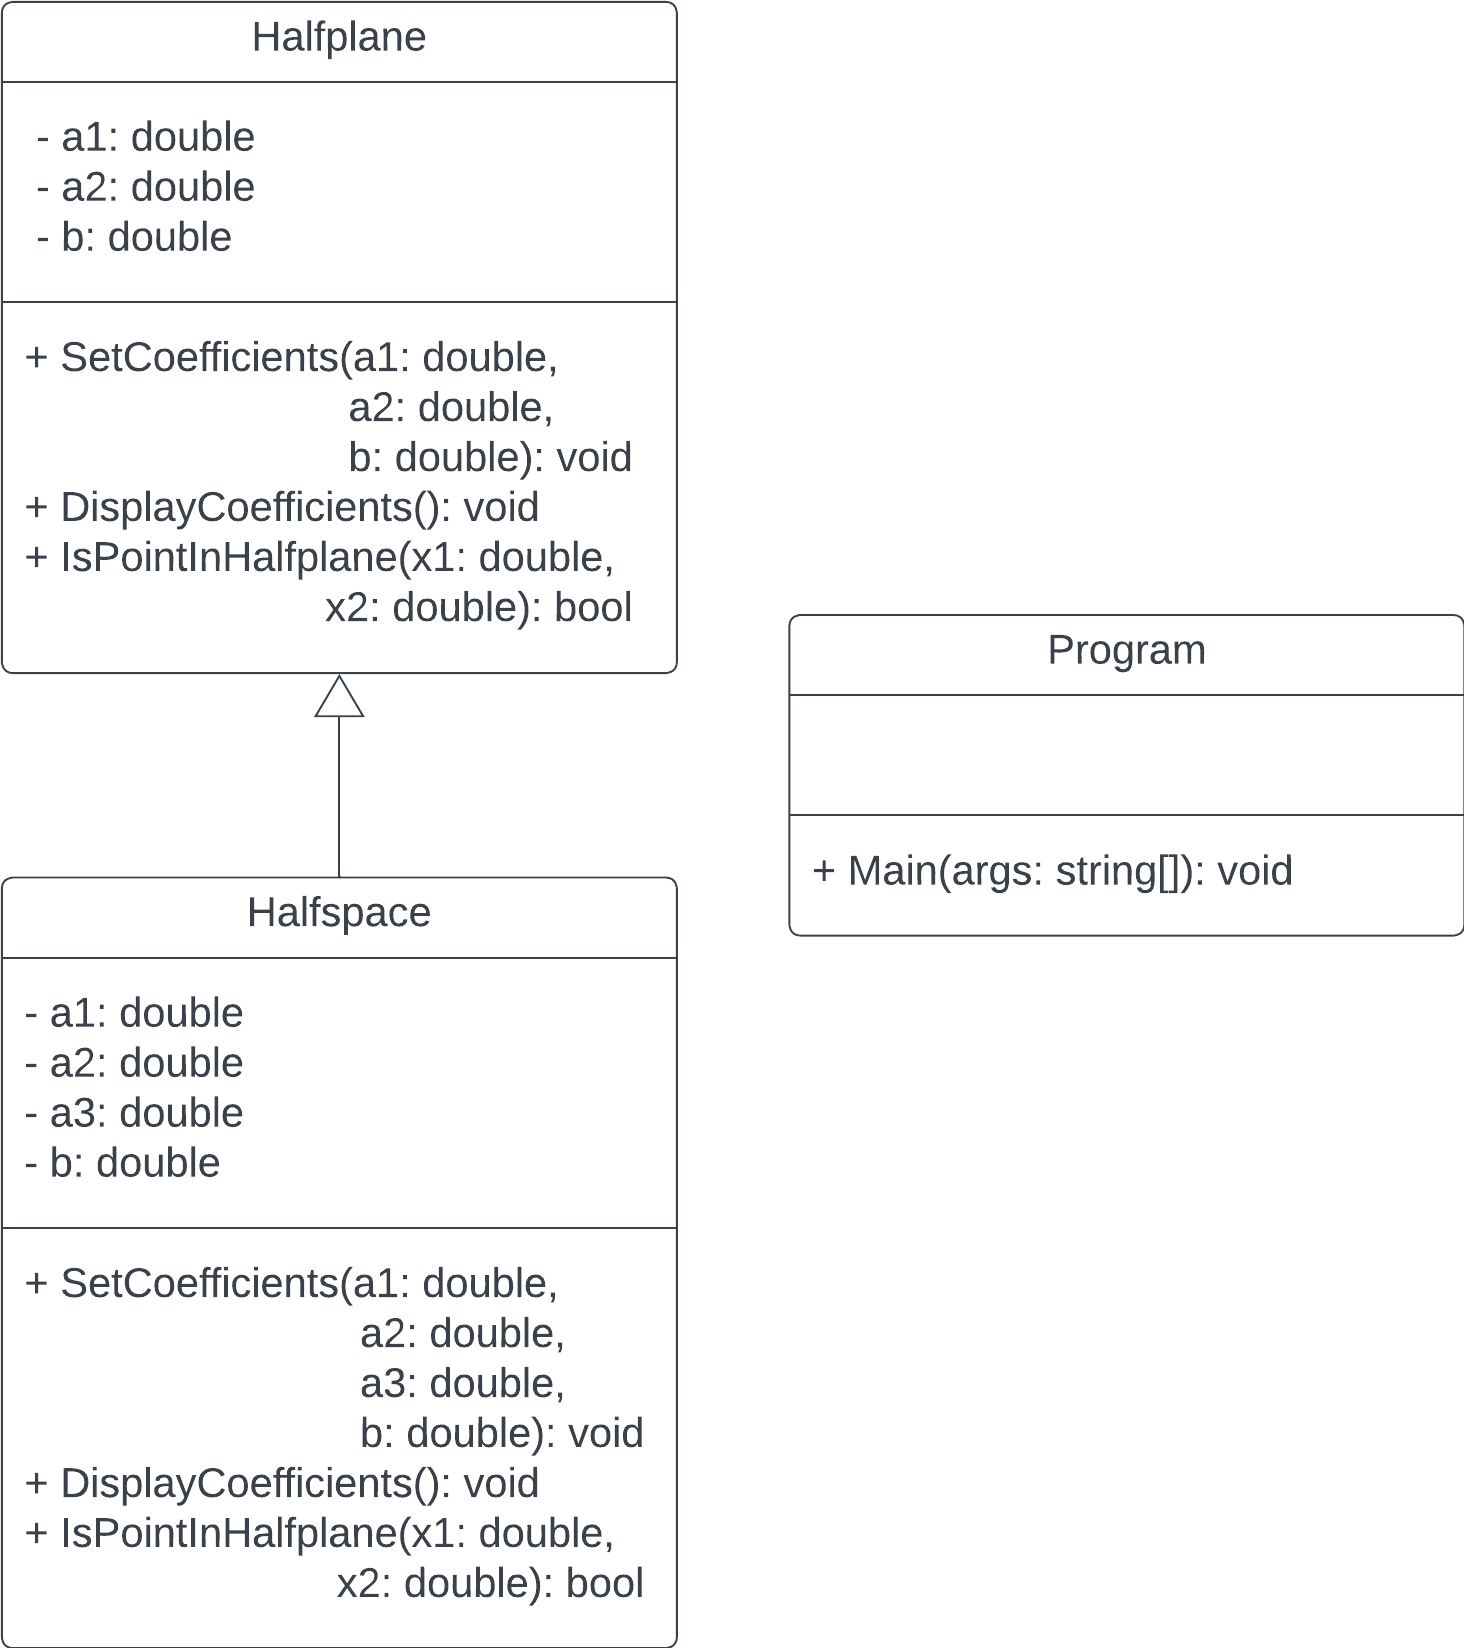 Halfplane
- a1: double
- a2: double
- b: double
+ SetCoefficients(a1: double,
a2: double,
b: double): void
+ DisplayCoefficients(): void
+ IsPointInHalfplane(x1: double,
x2: double): bool
Program
+ Main(args: string[]): void
Halfspace
- a1: double
- a2: double
- a3: double
- b: double
+ SetCoefficients(a1: double,
a2: double,
a3: double,
b: double): void
+ DisplayCoefficients(): void
+ IsPointInHalfplane(x1: double,
x2: double): bool